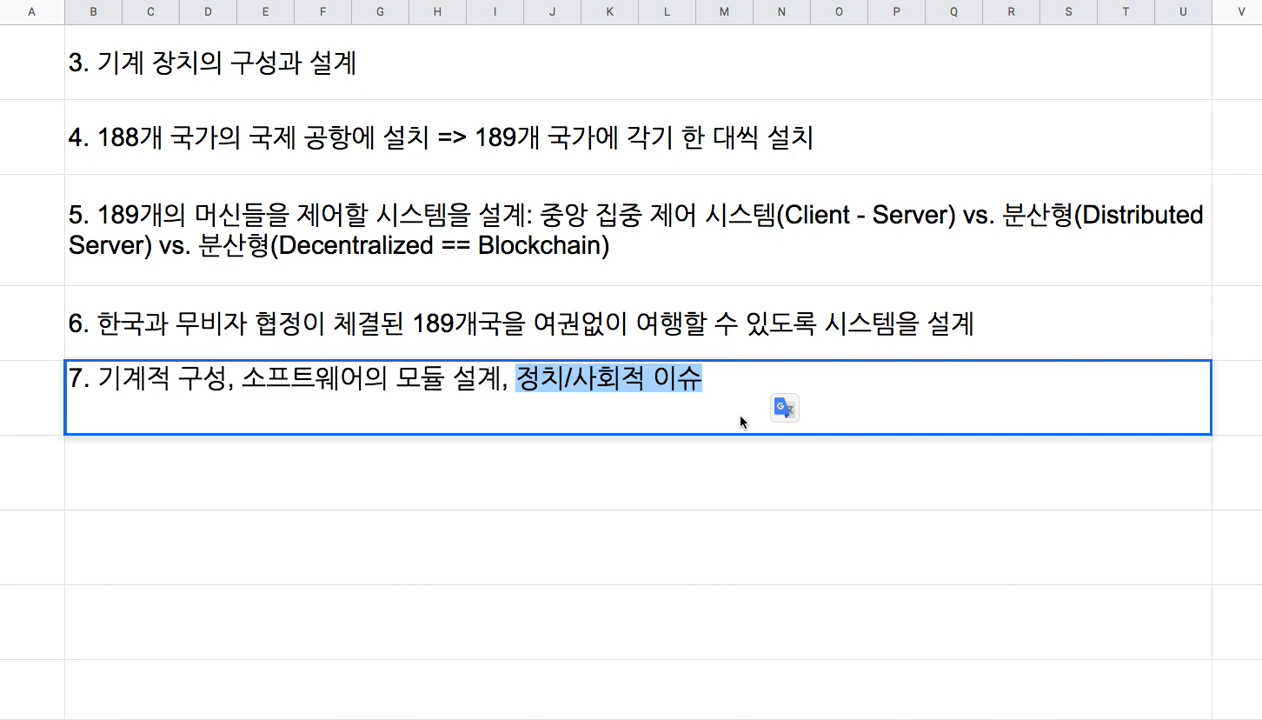 A B C D E F G H I J K L M N O P Q R S T U V
3. 기계 장치의 구성과 설계
4. 188개 국가의 국제 공항에 설치 => 189개 국가에 각기 한 대씩 설치
5. 189개의 머신들을 제어할 시스템을 설계: 중앙 집중 제어 시스템(Client - Server) vs. 분산형(Distributed
Server) vs. 분산형(Decentralized == Blockchain)
6. 한국과 무비자 협정이 체결된 189개국을 여권없이 여행할 수 있도록 시스템을 설계
7. 기계적 구성, 소프트웨어의 모듈 설계, 정치/사회적 이슈